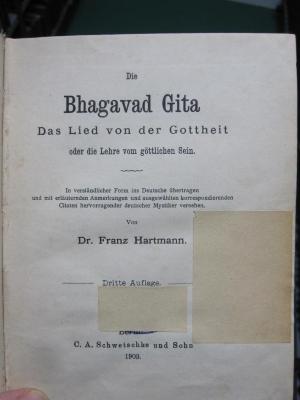 Die
Bhagavad Gita
Das Lied von der Gottheit
oder die Lehre vom göttlichen Sein.
In verständlicher Form ins Deutsche übertragen
und mit erläuternden Anmerkungen und ausgewählten korrespondierenden
Citaten hervorragender deutscher Mystiker versehen.
Von
Dr. Franz Hartmann.
Dritte Auflage.
C. A. Schwetschke und Sohn
1903.